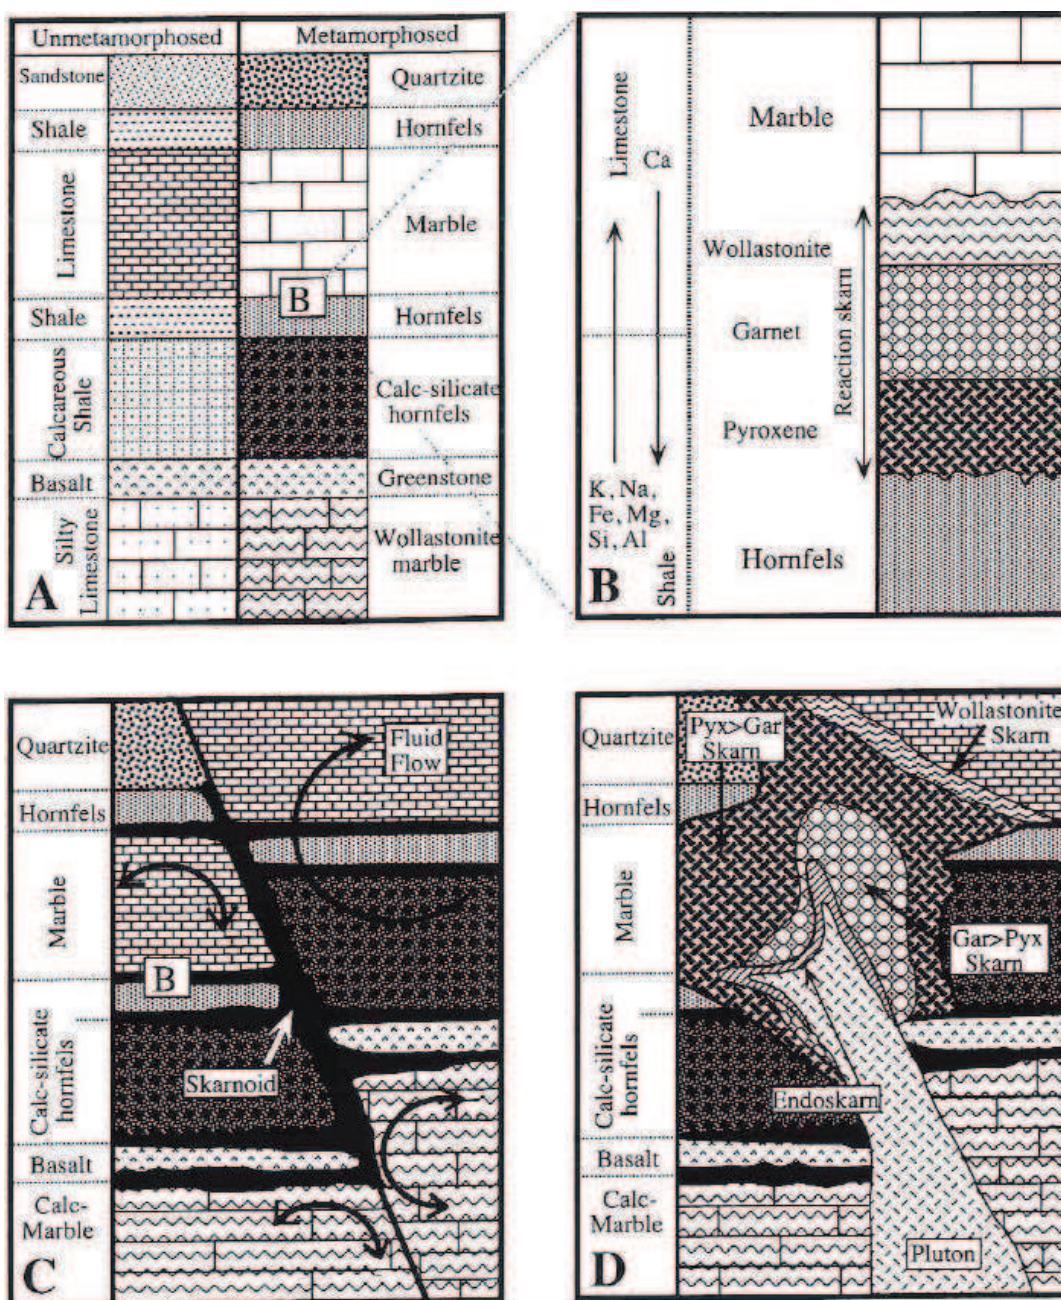 Unmetamorphosed
Metamorphosed
Sandstone
Quartzite
Shale
Hornfels
Limestone
Marble
B
Shale
Hornfels
Calcareous
Shale
Calc-silicate
hornfels
Basalt
Greenstone
Silty
Limestone
Wollastonite
marble
A
Limestone
Ca
Marble
Wollastonite
Garnet
Pyroxene
Reaction skarn
K, Na,
Fe, Mg,
Si, Al
Shale
Hornfels
B
Quartzite
Hornfels
Marble
Calc-silicate
hornfels
Basalt
Calc-
Marble
Fluid
Flow
B
Skarnoid
C
Quartzite
Hornfels
Marble
Calc-silicate
hornfels
Basalt
Calc-
Marble
Pyx>Gar
Skarn
Wollastonite
Skarn
Gar>Pyx
Skarn
Endoskarn
Pluton
D